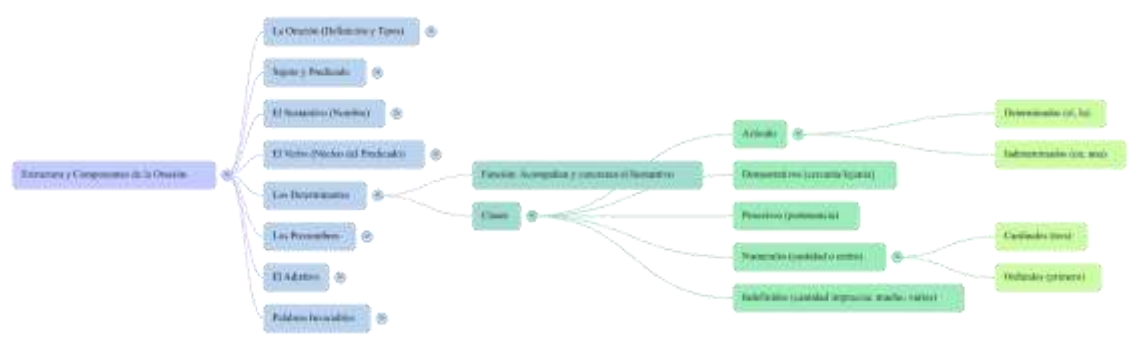 Estructura y Componentes de la Oración
La Oración (Definición y Tipos)
Sujeto y Predicado
El Sustantivo (Nombre)
El Verbo (Núcleo del Predicado)
Los Determinantes
Los Pronombres
El Adjetivo
Palabras Invariables
Función: Acompañan y concretan el Sustantivo
Clases
Artículo
Demostrativos (cercanía/lejanía)
Posesivos (pertenencia)
Numerales (cantidad o orden)
Indefinidos (cantidad imprecisa: mucho, varios)
Determinados (el, la)
Indeterminados (un, una)
Cardinales (tres)
Ordinales (primero)